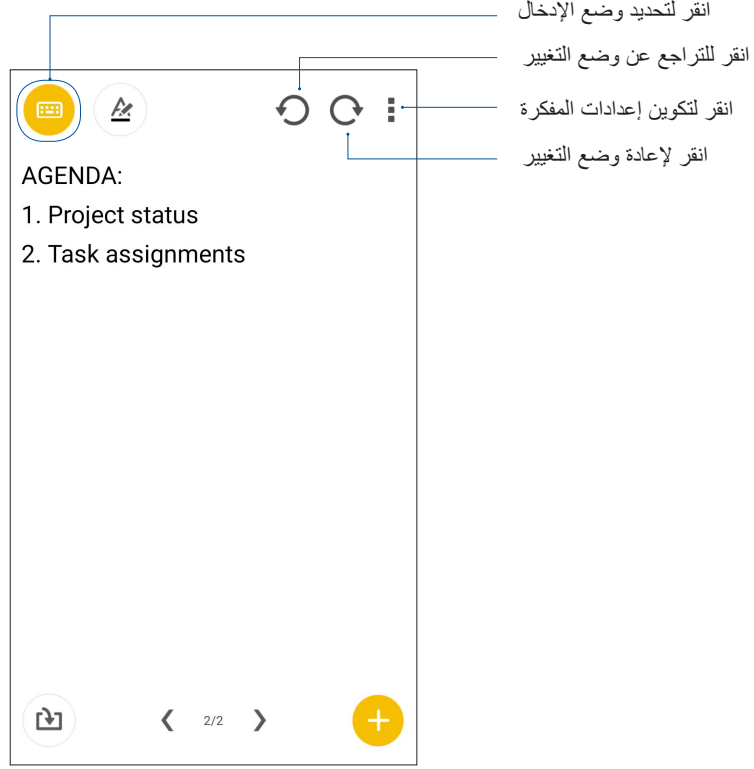 انقر لتحديد وضع الإدخال
انقر للتراجع عن وضع التغيير
انقر لتكوين إعدادات المفكرة
انقر لإعادة وضع التغيير
AGENDA:
1. Project status
2. Task assignments
2/2